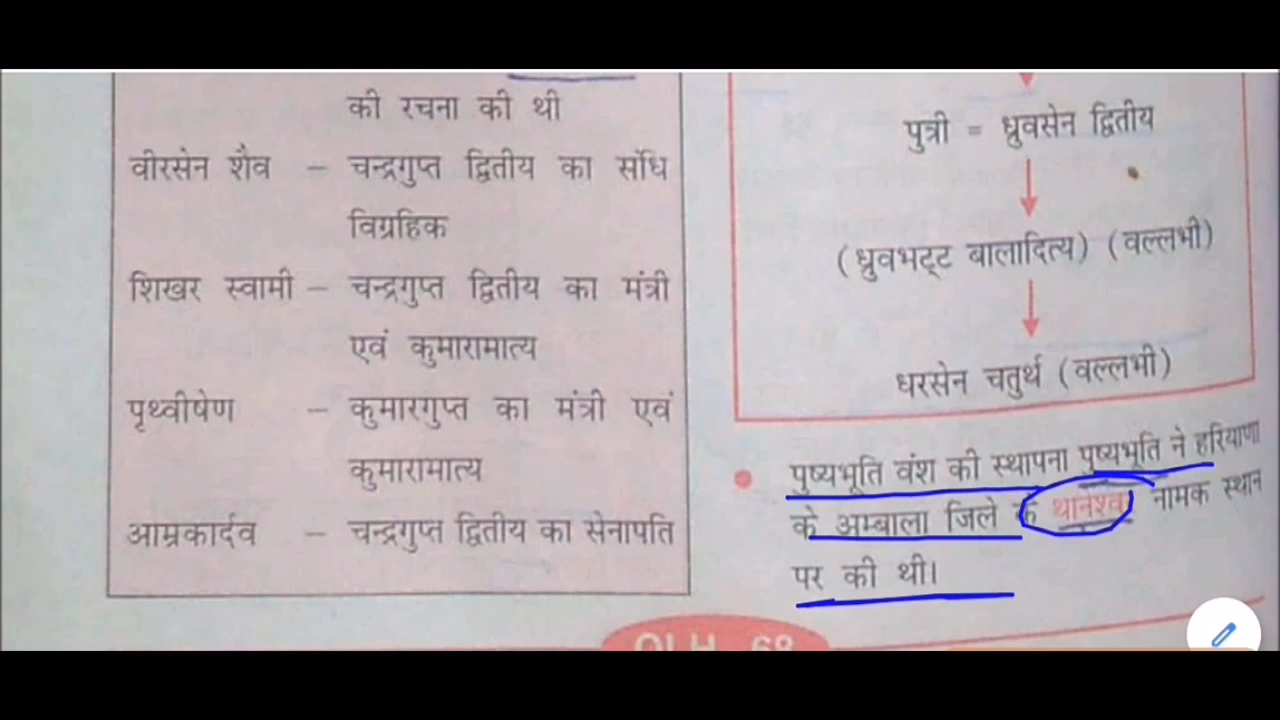 की रचना की थी
वीरसेन शैव – चन्द्रगुप्त द्वितीय का संधि
विग्रहिक
शिखर स्वामी – चन्द्रगुप्त द्वितीय का मंत्री
एवं कुमारामात्य
पृथ्वीषेण – कुमारगुप्त का मंत्री एवं
कुमारामात्य
आम्रकार्दव – चन्द्रगुप्त द्वितीय का सेनापति
पुत्री = ध्रुवसेन द्वितीय
(ध्रुवभट्ट बालादित्य) (वल्लभी)
धरसेन चतुर्थ (वल्लभी)
● पुष्यभूति वंश की स्थापना पुष्यभूति ने हरियाणा
के अम्बाला जिले के थानेश्वर नामक स्थान
पर की थी।